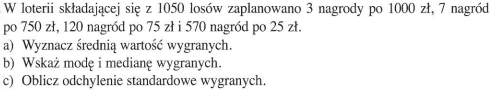 W loterii składającej się z 1050 losów zaplanowano 3 nagrody po 1000 zł, 7 nagród
po 750 zł, 120 nagród po 75 zł i 570 nagród po 25 zł.
a) Wyznacz średnią wartość wygranych.
b) Wskaż modę i medianę wygranych.
c) Oblicz odchylenie standardowe wygranych.